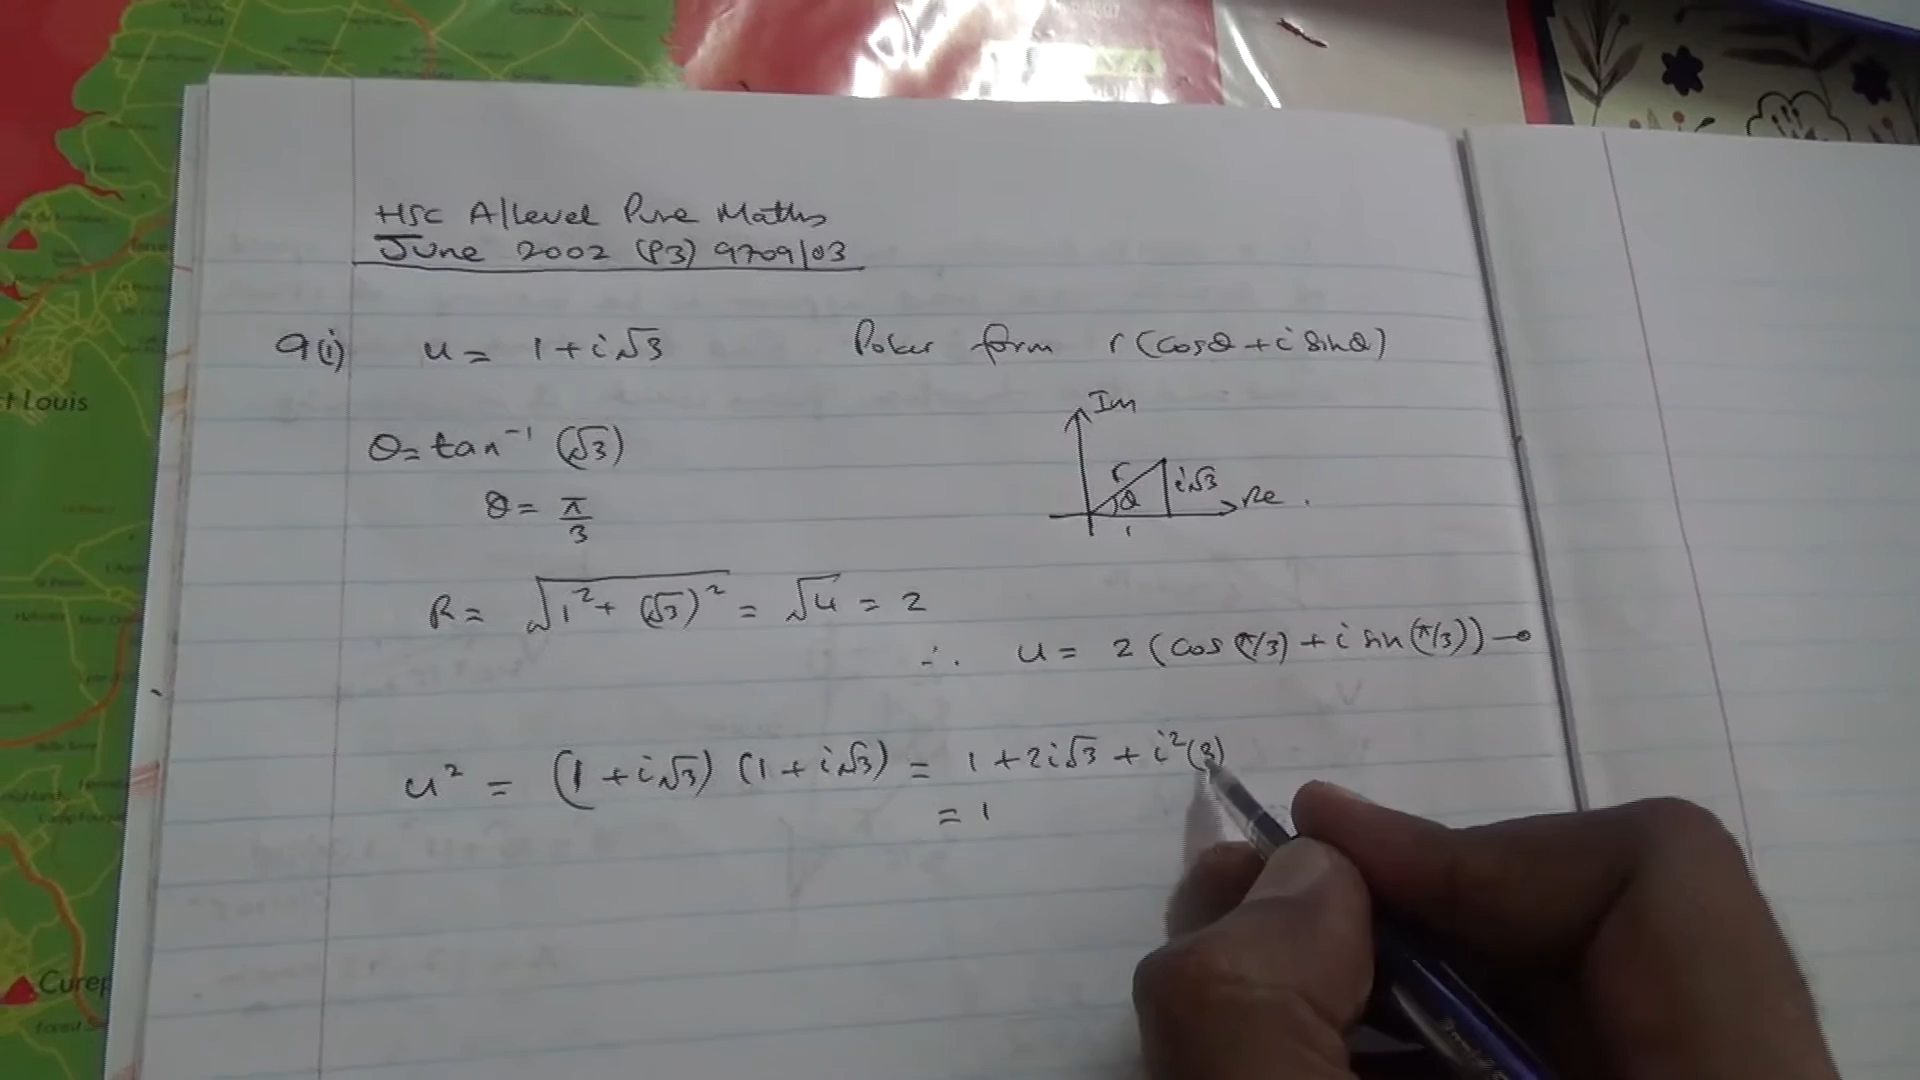 HSC A/Level Pure Maths
June 2002 (P3) 9709/03
9(i) u = 1+i√3 Polar form r(cosθ+i sinθ)
Im
θ= tan⁻¹ (√3)
r i√3
θ Re .
1
θ = π/3
R = √(1²+ (√3)²) = √4 = 2
∴ u = 2 (cos(π/3) + i sin(π/3))
u² = (1+i√3) (1+i√3) = 1+2i√3 + i²(3)
= 1
t Louis
Curep